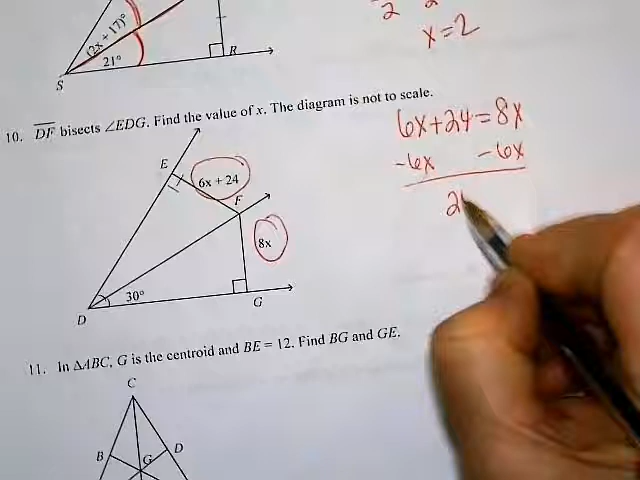 (2x + 17)°
21°
S
R
2
x=2
10. DF bisects ∠EDG. Find the value of x. The diagram is not to scale.
6x+24=8x
-6x -6x
E
6x + 24
F
8x
30°
D
G
11. In ΔABC, G is the centroid and BE = 12. Find BG and GE.
C
B
G
D